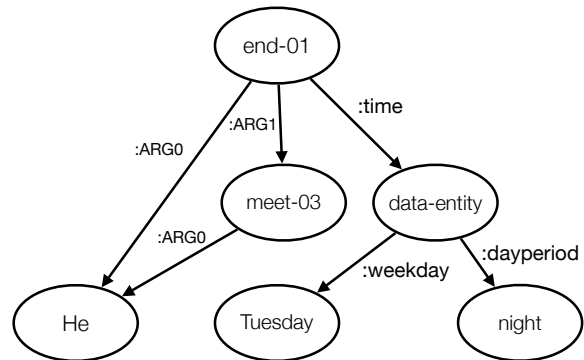 end-01
:time
:ARG1
:ARG0
meet-03
data-entity
:ARG0
:weekday
:dayperiod
He
Tuesday
night